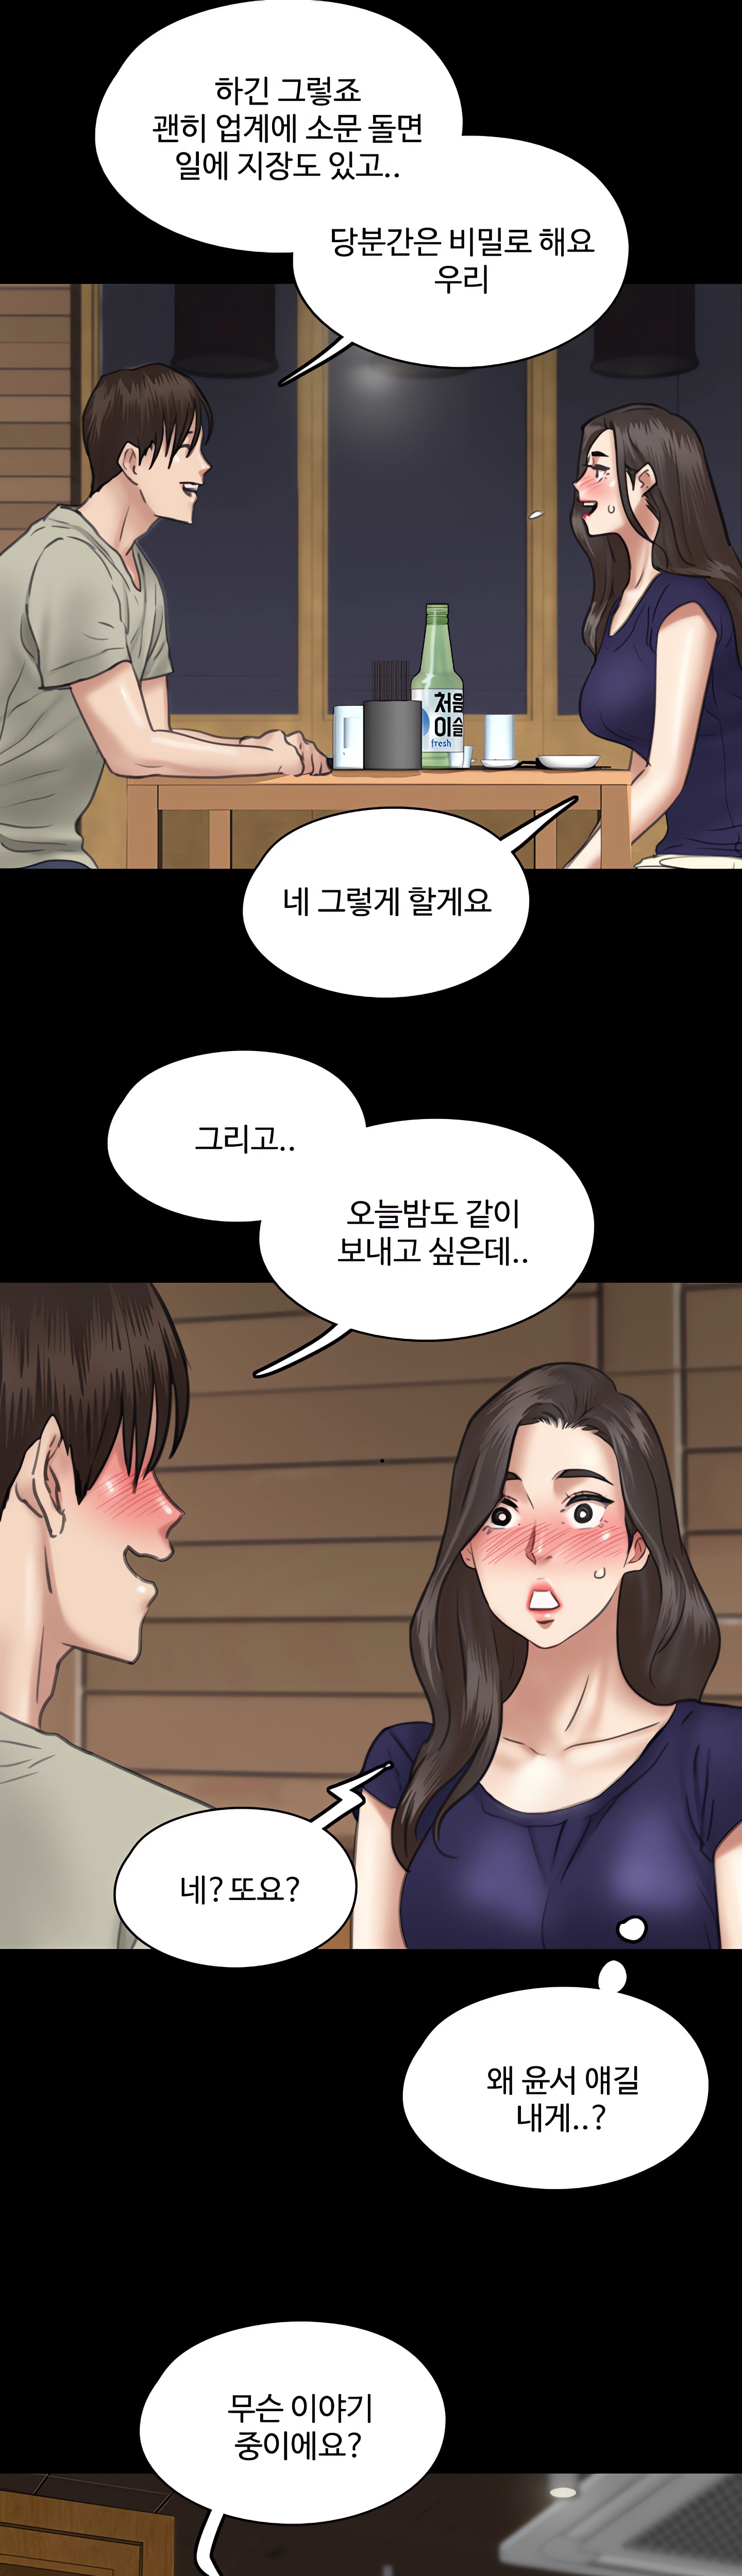 하긴 그렇죠
괜히 업계에 소문 돌면
일에 지장도 있고..
당분간은 비밀로 해요
우리
처음
이슬
fresh
네 그렇게 할게요
그리고..
오늘밤도 같이
보내고 싶은데..
네? 또요?
왜 윤서 얘길
내게..?
무슨 이야기
중이에요?